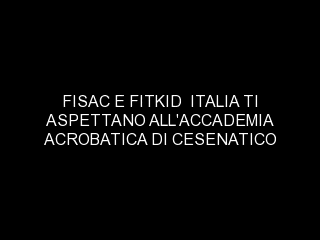 FISAC E FITKID  ITALIA TI
ASPETTANO ALL'ACCADEMIA
ACROBATICA DI CESENATICO